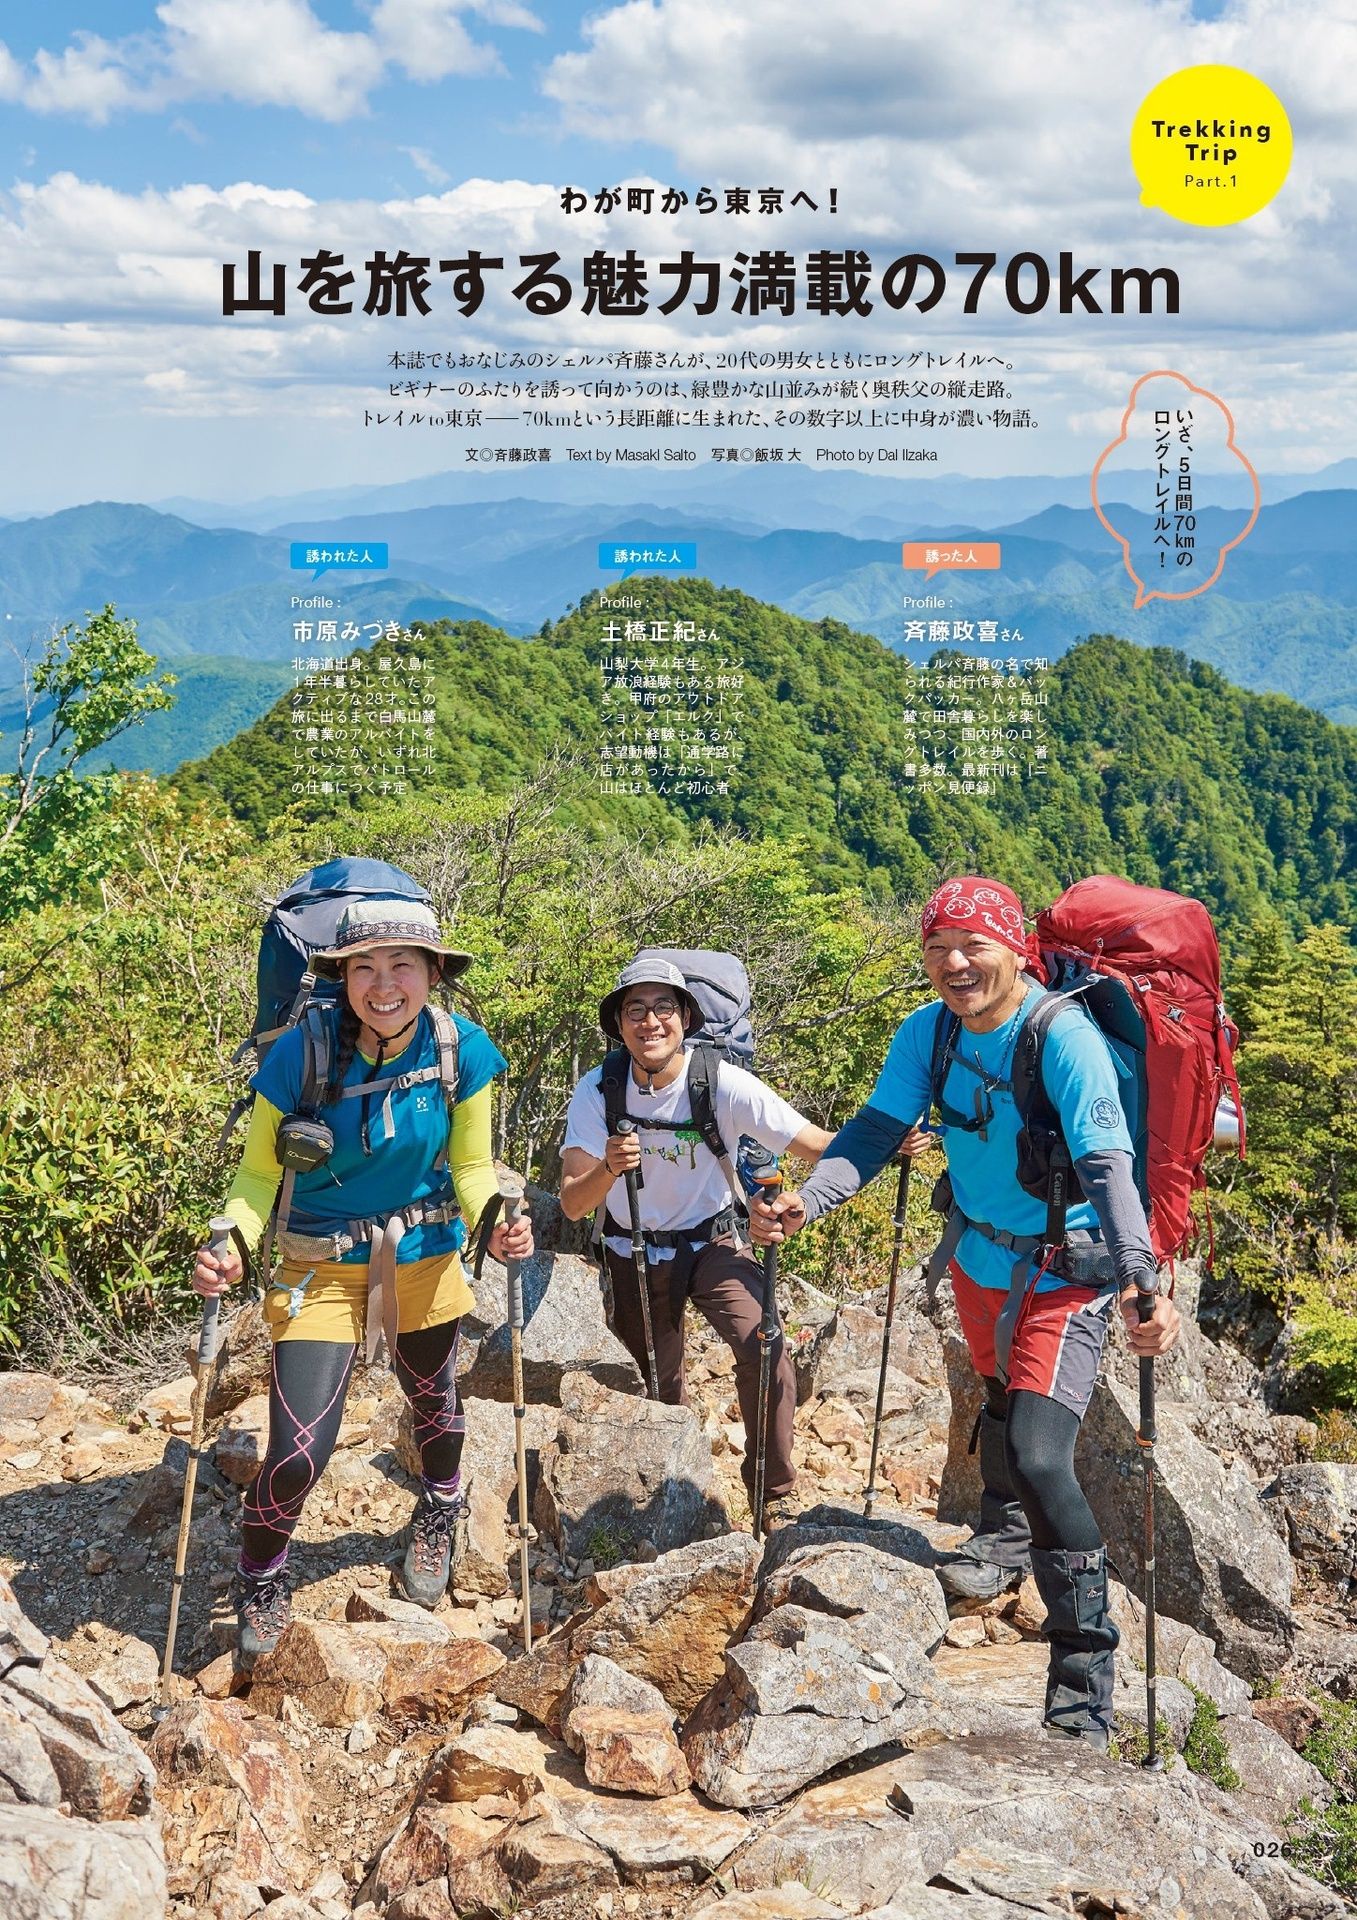 Trekking
Trip
Part.1
わが町から東京へ！
山を旅する魅力満載の70km
本誌でもおなじみのシェルパ斉藤さんが、20代の男女とともにロングトレイルへ。
ビギナーのふたりを誘って向かうのは、緑豊かな山並みが続く奥秩父の縦走路。
トレイルto東京――70kmという長距離に生まれた、その数字以上に中身が濃い物語。
文◎斉藤政喜　Text by Masaki Saito　写真◎飯坂 大　Photo by Dai Iizaka
いざ、5日間70kmの
ロングトレイルへ！
誘われた人
Profile :
市原みづきさん
北海道出身。屋久島に
1年半暮らしていたア
クティブな28才。この
旅に出るまで白馬山麓
で農業のアルバイトを
していたが、いずれ北
アルプスでパトロール
の仕事につく予定
誘われた人
Profile :
土橋正紀さん
山梨大学4年生。アジ
ア放浪経験もある旅好
き。甲府のアウトドア
ショップ「エルク」で
バイト経験もあるが、
志望動機は「通学路に
店があったから」で、
山はほとんど初心者
誘った人
Profile :
斉藤政喜さん
シェルパ斉藤の名で知
られる紀行作家＆バッ
クパッカー。八ヶ岳山
麓で田舎暮らしを楽し
みつつ、国内外のロン
グトレイルを歩く。著
書多数。最新刊は『ニ
ッポン見便録』
Canon
026